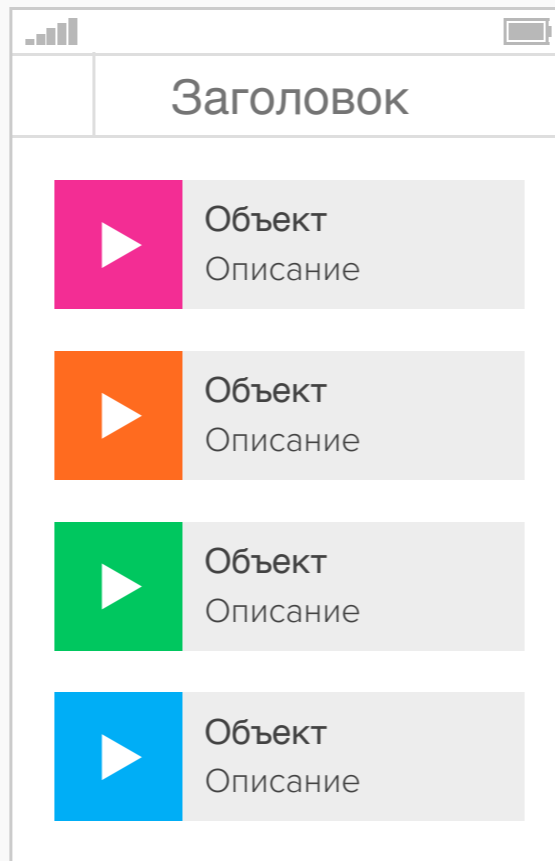 Заголовок
Объект
Описание
Объект
Описание
Объект
Описание
Объект
Описание